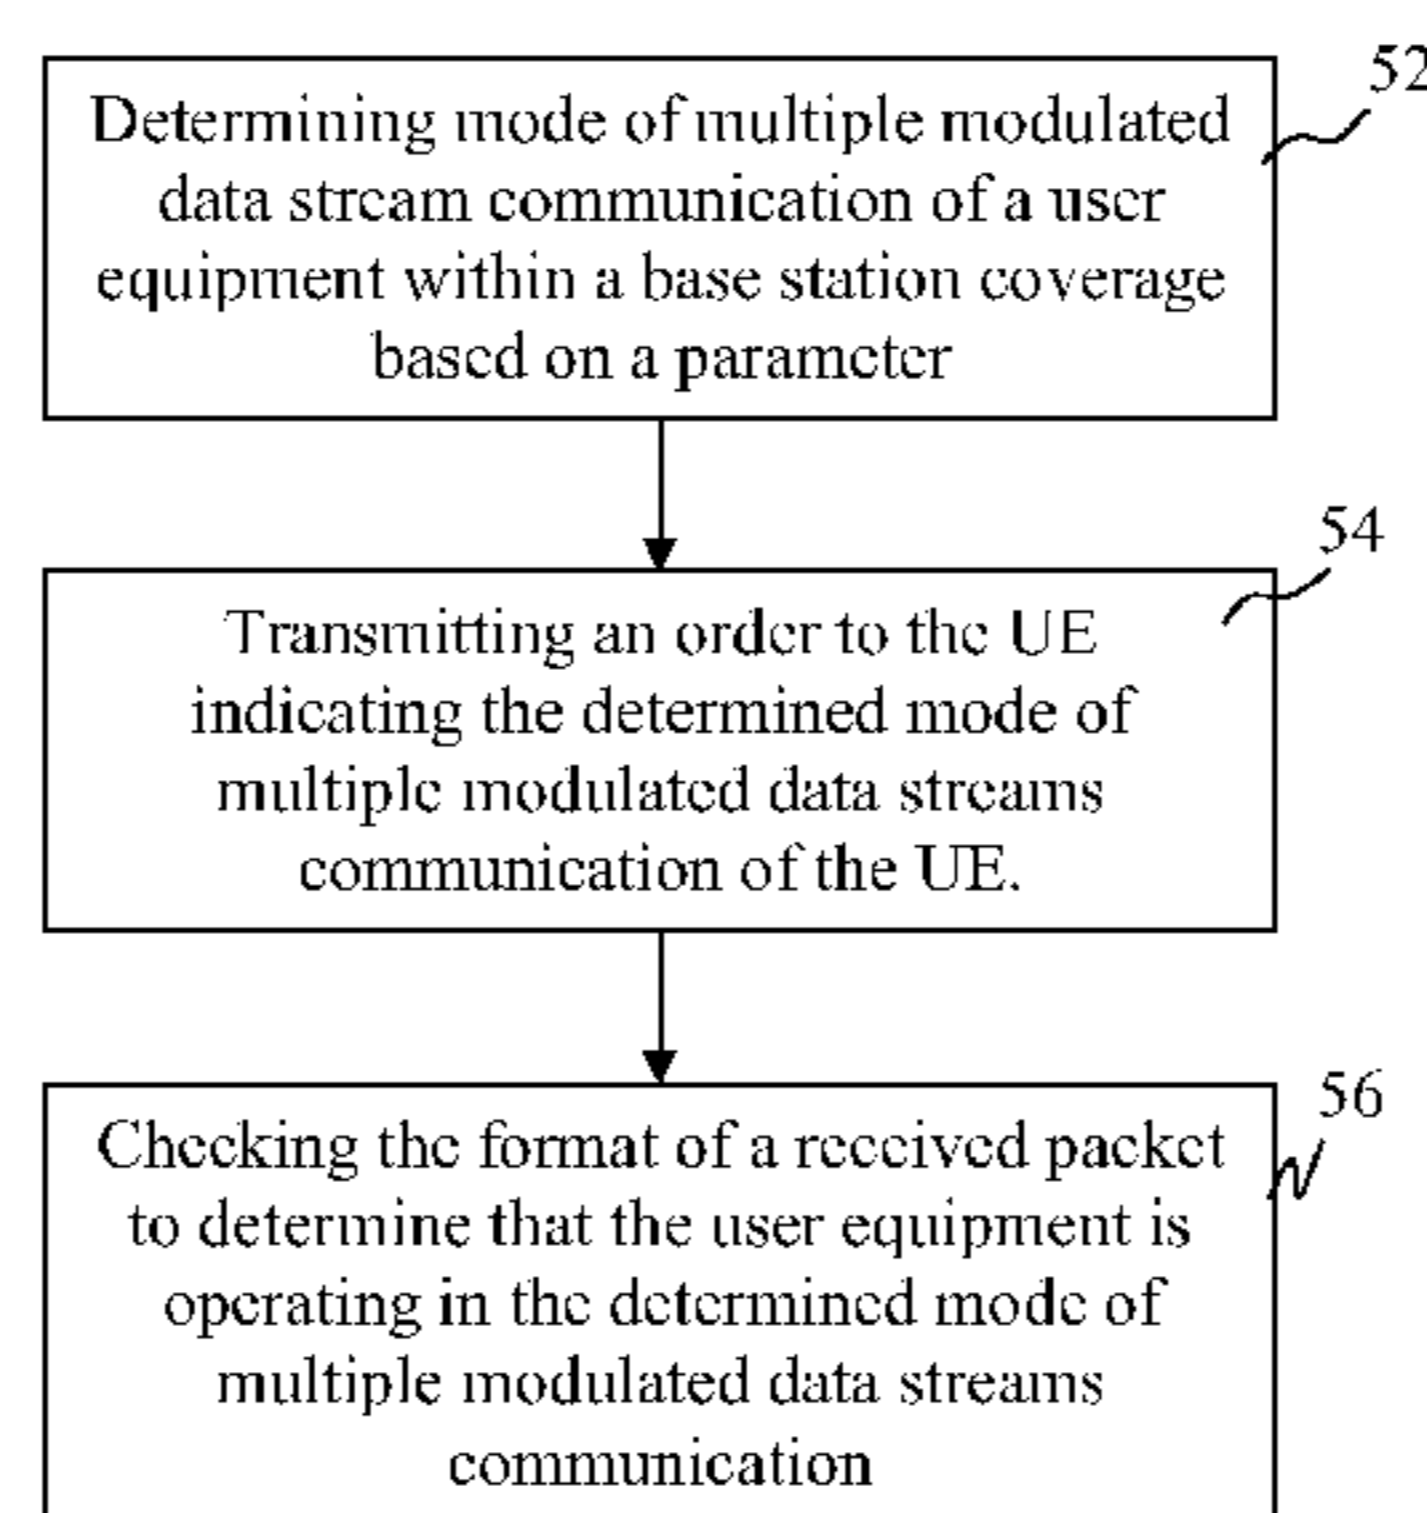 52
Determining mode of multiple modulated
data stream communication of a user
equipment within a base station coverage
based on a parameter
54
Transmitting an order to the UE
indicating the determined mode of
multiple modulated data streams
communication of the UE.
56
Checking the format of a received packet
to determine that the user equipment is
operating in the determined mode of
multiple modulated data streams
communication